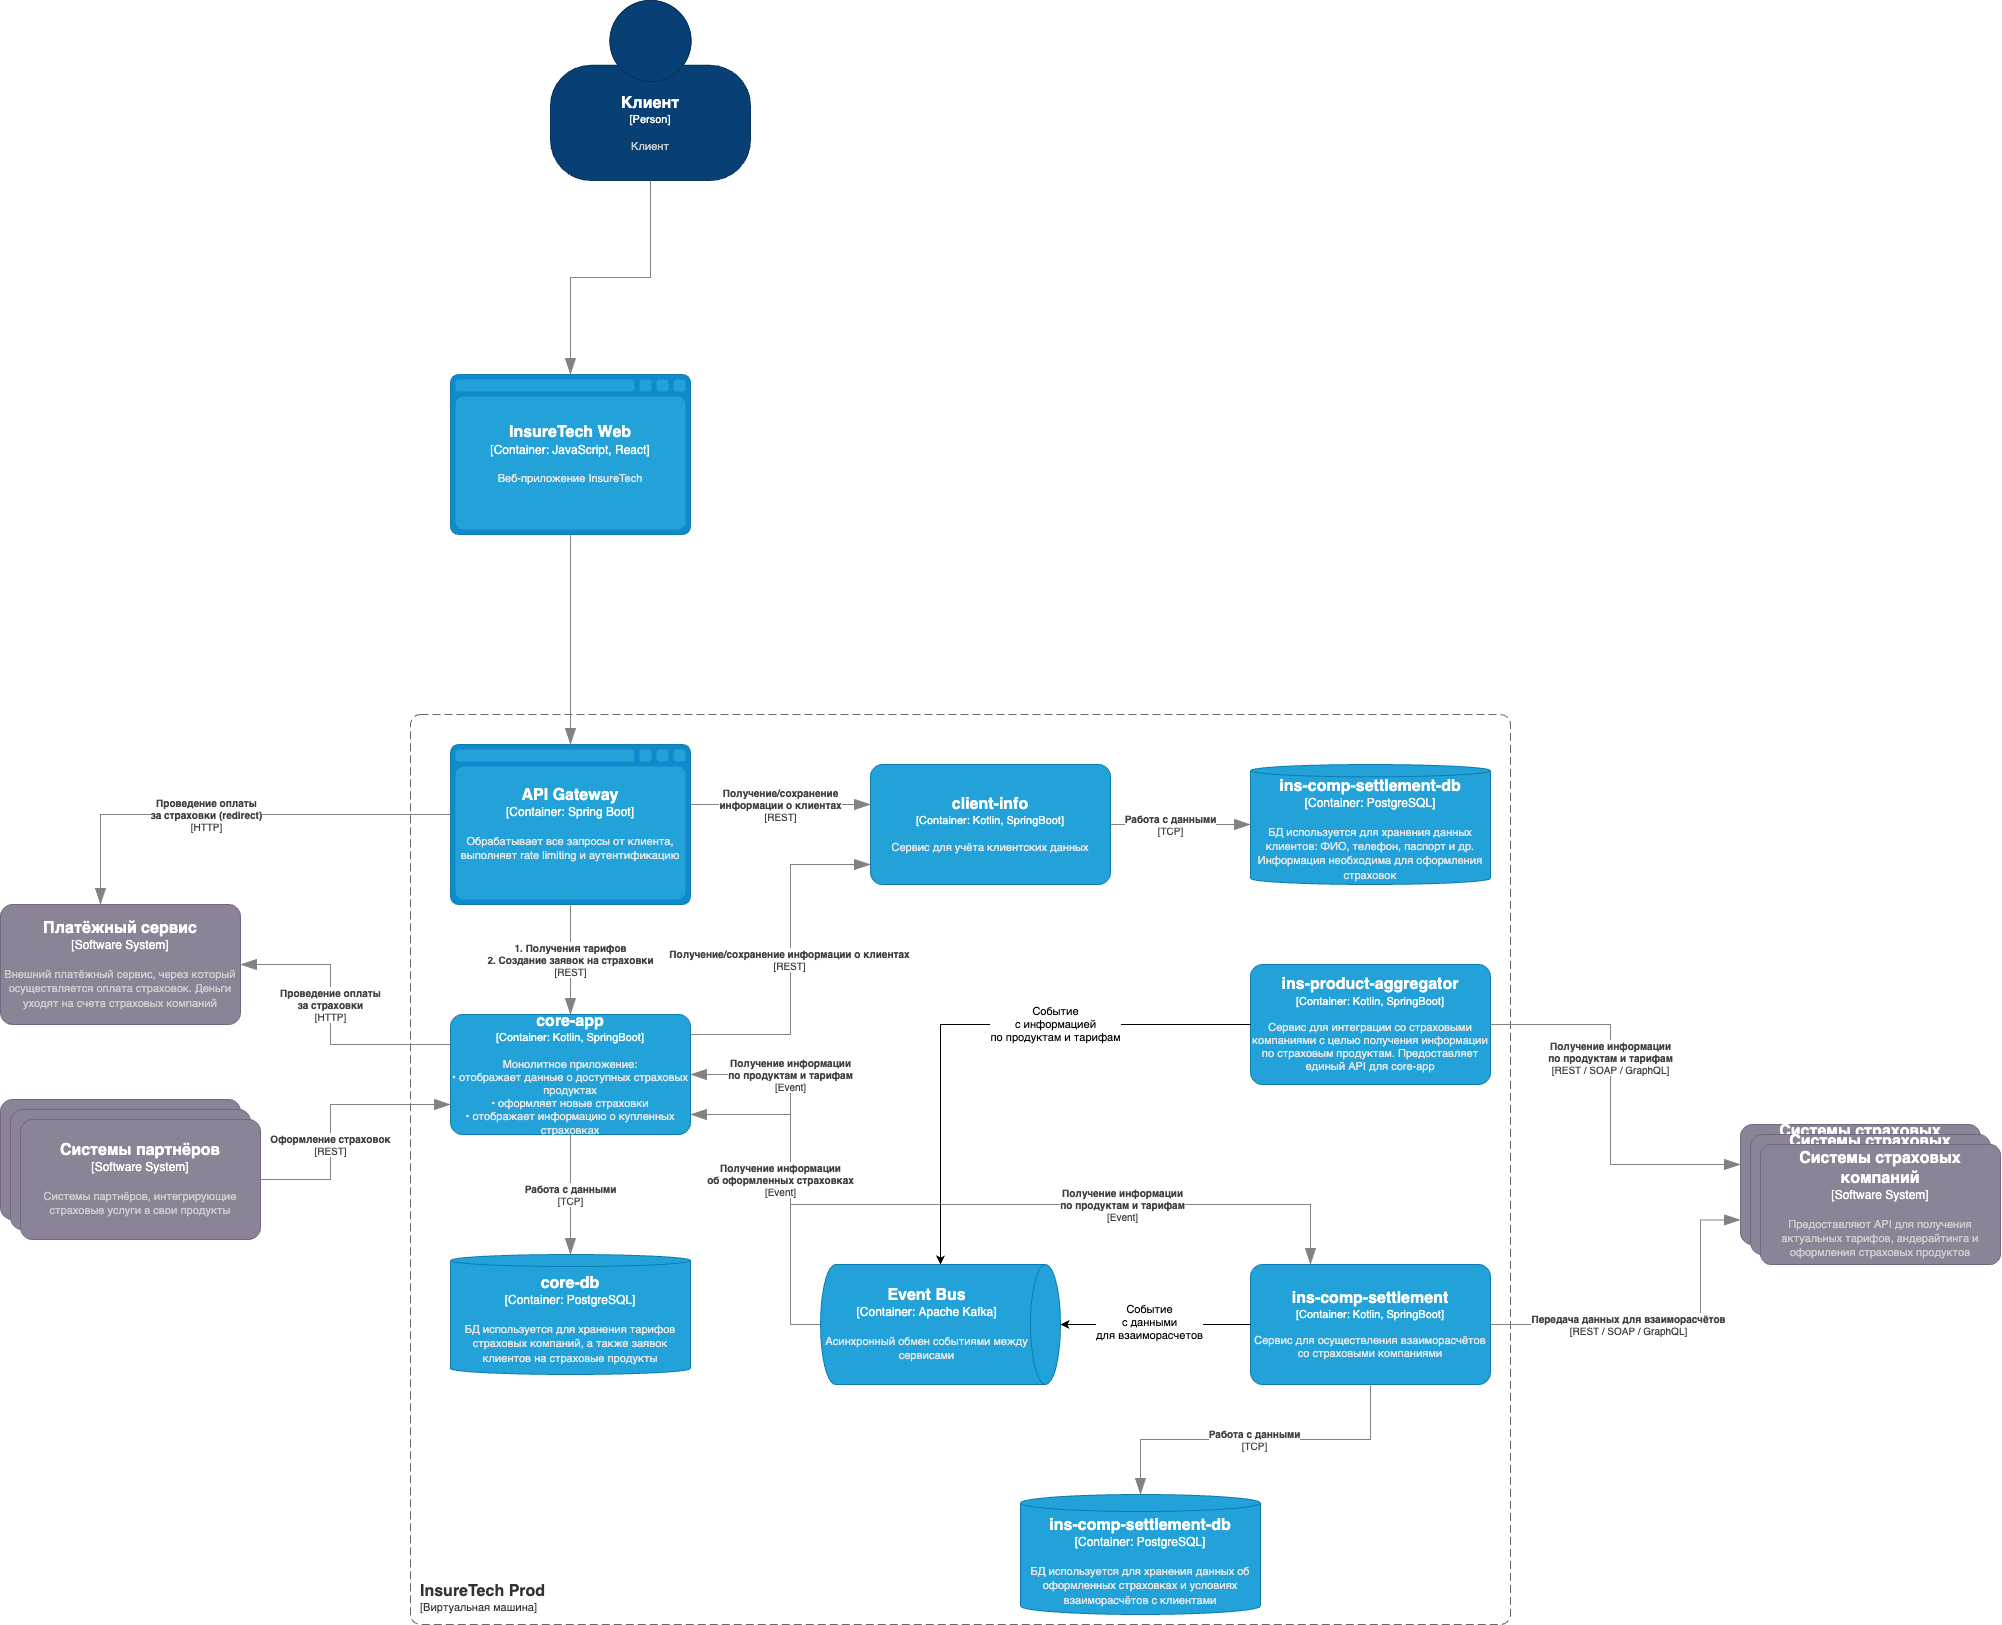 Клиент
[Person]
Клиент
InsureTech Web
[Container: JavaScript, React]
Веб-приложение InsureTech
API Gateway
[Container: Spring Boot]
Обрабатывает все запросы от клиента,
выполняет rate limiting и аутентификацию
Получение/сохранение
информации о клиентах
[REST]
client-info
[Container: Kotlin, SpringBoot]
Сервис для учёта клиентских данных
Работа с данными
[TCP]
ins-comp-settlement-db
[Container: PostgreSQL]
БД используется для хранения данных
клиентов: ФИО, телефон, паспорт и др.
Информация необходима для оформления
страховок
Проведение оплаты
за страховки (redirect)
[HTTP]
Платёжный сервис
[Software System]
Внешний платёжный сервис, через который
осуществляется оплата страховок. Деньги
уходят на счета страховых компаний
Проведение оплаты
за страховки
[HTTP]
1. Получения тарифов
2. Создание заявок на страховки
[REST]
Получение/сохранение информации о клиентах
[REST]
core-app
[Container: Kotlin, SpringBoot]
Монолитное приложение:
• отображает данные о доступных страховых
продуктах
• оформляет новые страховки
• отображает информацию о купленных
страховках
Получение информации
по продуктам и тарифам
[Event]
Событие
с информацией
по продуктам и тарифам
ins-product-aggregator
[Container: Kotlin, SpringBoot]
Сервис для интеграции со страховыми
компаниями с целью получения информации
по страховым продуктам. Предоставляет
единый API для core-app
Получение информации
по продуктам и тарифам
[REST / SOAP / GraphQL]
Системы партнёров
[Software System]
Системы партнёров, интегрирующие
страховые услуги в свои продукты
Оформление страховок
[REST]
Системы страховых
Системы страховых
Системы страховых
компаний
[Software System]
Предоставляют API для получения
актуальных тарифов, андерайтинга и
оформления страховых продуктов
Работа с данными
[TCP]
Получение информации
об оформленных страховках
[Event]
Получение информации
по продуктам и тарифам
[Event]
core-db
[Container: PostgreSQL]
БД используется для хранения тарифов
страховых компаний, а также заявок
клиентов на страховые продукты
Event Bus
[Container: Apache Kafka]
Асинхронный обмен событиями между
сервисами
Событие
с данными
для взаиморасчетов
ins-comp-settlement
[Container: Kotlin, SpringBoot]
Сервис для осуществления взаиморасчётов
со страховыми компаниями
Передача данных для взаиморасчётов
[REST / SOAP / GraphQL]
Работа с данными
[TCP]
ins-comp-settlement-db
[Container: PostgreSQL]
БД используется для хранения данных об
оформленных страховках и условиях
взаиморасчётов с клиентами
InsureTech Prod
[Виртуальная машина]